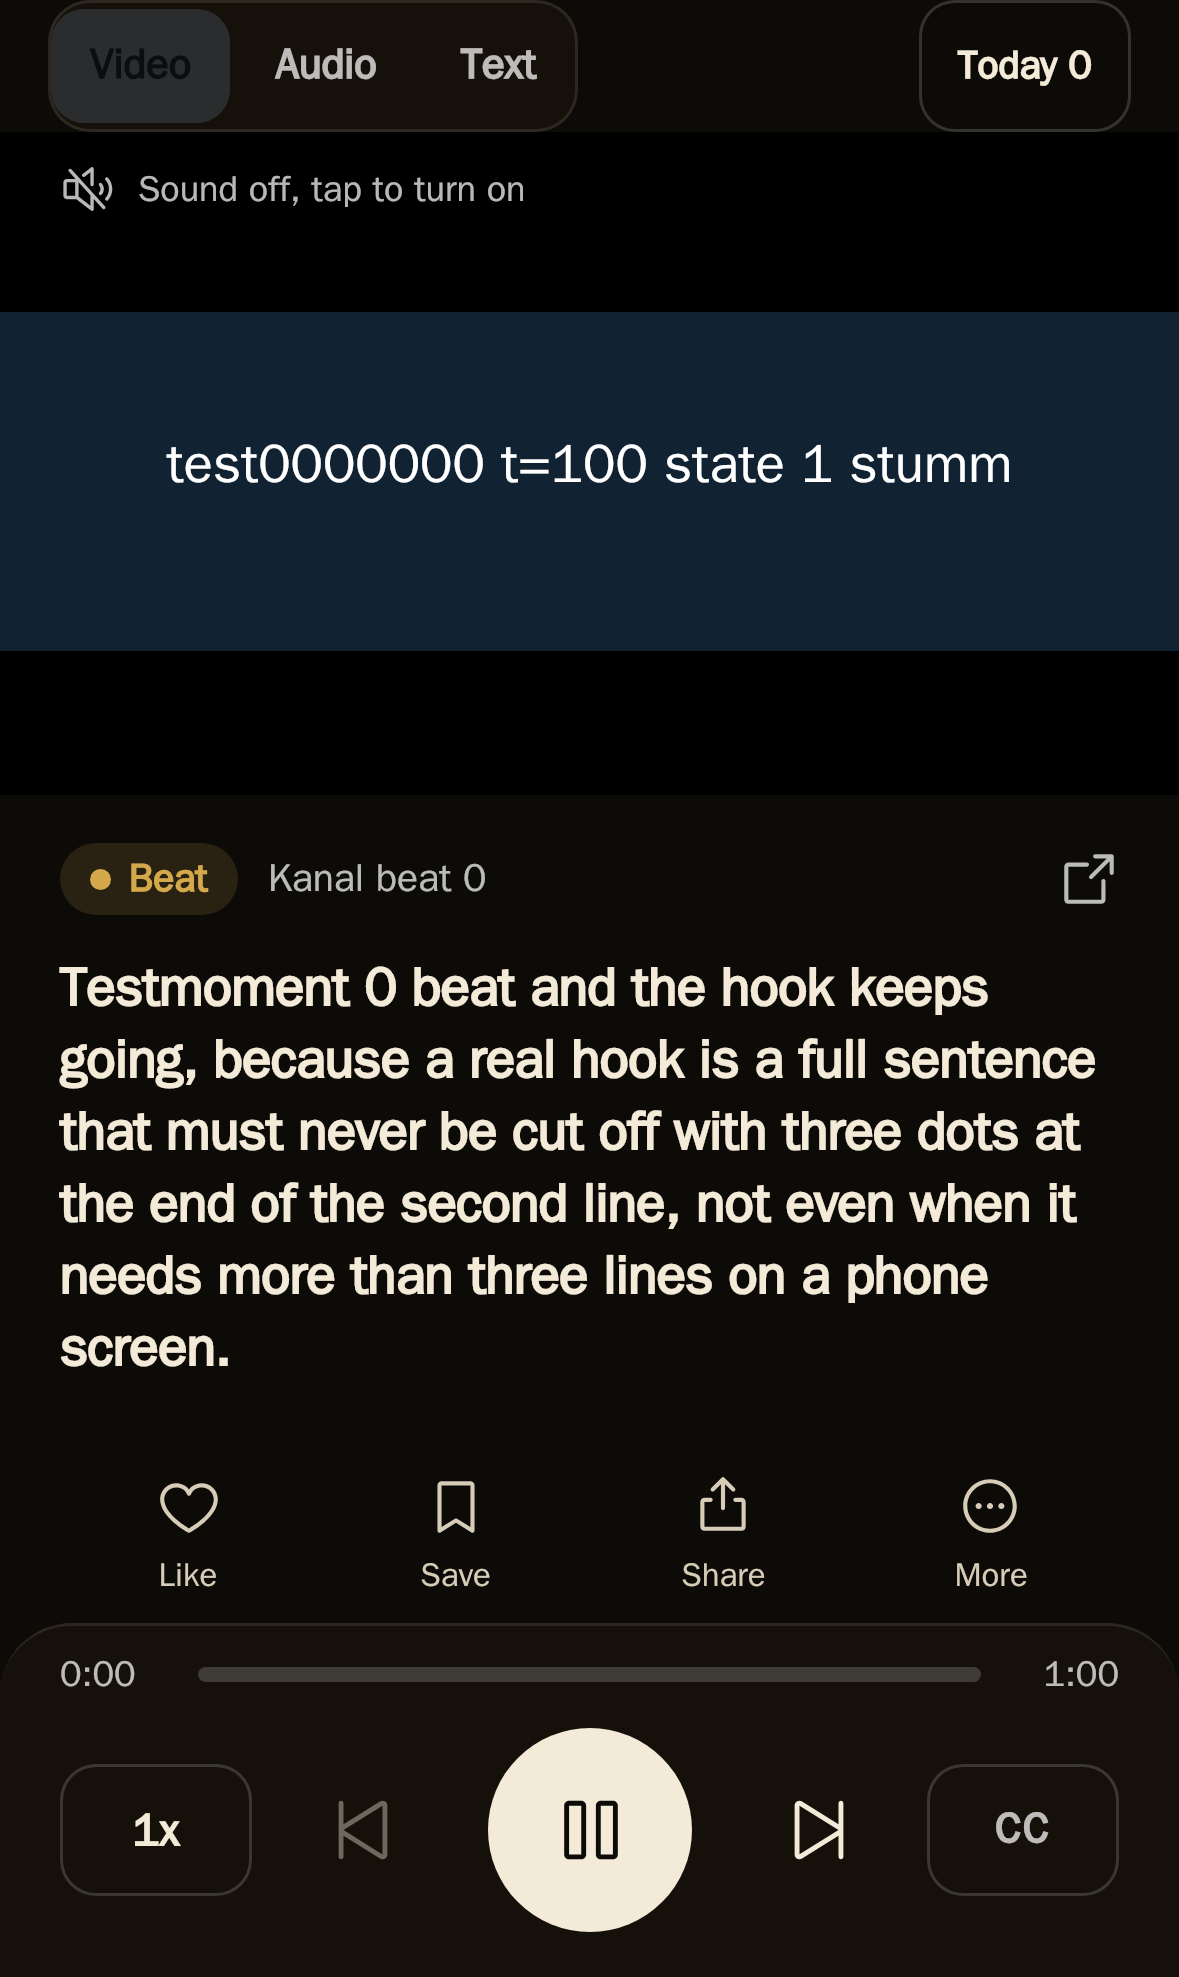 Video Audio Text Today 0
Sound off, tap to turn on
test0000000 t=100 state 1 stumm
Beat Kanal beat 0
Testmoment 0 beat and the hook keeps
going, because a real hook is a full sentence
that must never be cut off with three dots at
the end of the second line, not even when it
needs more than three lines on a phone
screen.
Like Save Share More
0:00 1:00
1x CC